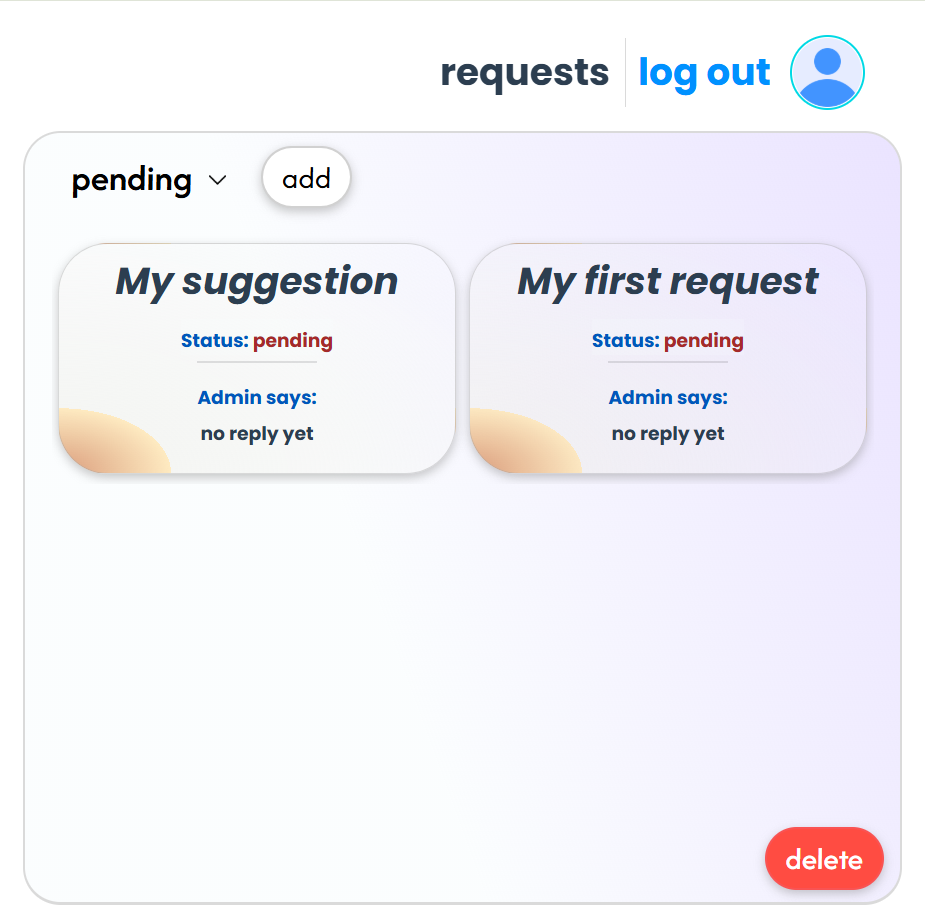 requests log out
pending add
My suggestion
Status: pending
Admin says:
no reply yet
My first request
Status: pending
Admin says:
no reply yet
delete